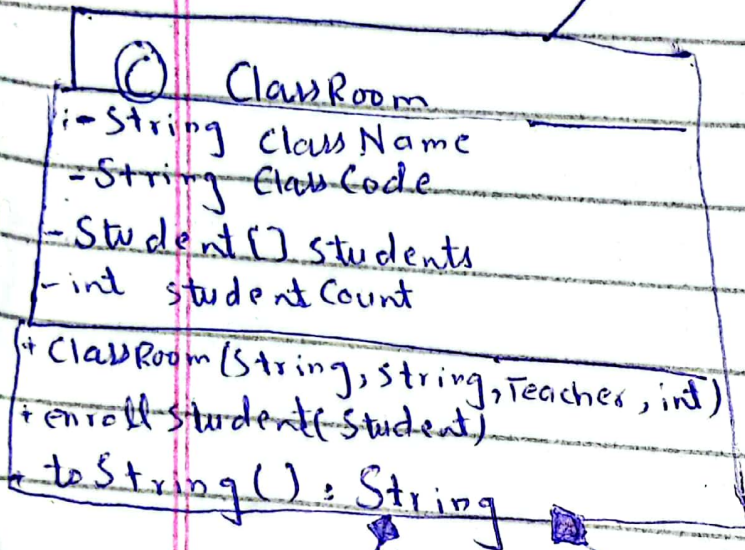 C ClassRoom
- String ClassName
- String ClassCode
- Student[] students
- int studentCount
+ ClassRoom(String, String, Teacher, int)
+ enrollStudent(Student)
+ toString() : String